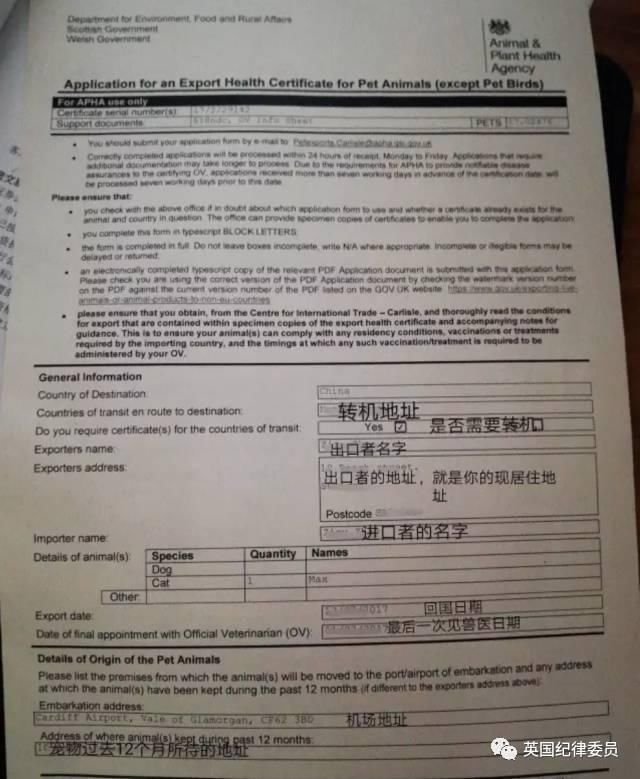 Department for Environment, Food and Rural Affairs
Scottish Government
Welsh Government
Animal &
Plant Health
Agency
Application for an Export Health Certificate for Pet Animals (except Pet Birds)
For APHA use only
Certificate serial number(s):
Support documents:
618ndc, OV Info Sheet
PETS
You should submit your application form by e-mail to: Petexports.Carlisle@apha.gsi.gov.uk
Correctly completed applications will be processed within 24 hours of receipt, Monday to Friday. Applications that require
additional documentation may take longer to process. Due to the requirements for APHA to provide notifiable disease
assurances to the certifying OV, applications received more than seven working days in advance of the certification date, will
be processed seven working days prior to this date.
Please ensure that:
you check with the above office if in doubt about which application form to use and whether a certificate already exists for the
animal and country in question. The office can provide specimen copies of certificates to enable you to complete the application;
you complete this form in typescript BLOCK LETTERS;
the form is completed in full. Do not leave boxes incomplete, write N/A where appropriate. Incomplete or illegible forms may be
delayed or returned;
an electronically completed typescript copy of the relevant PDF Application document is submitted with this application form.
Please check you are using the correct version of the PDF Application document by checking the watermark version number
on the PDF against the current version number of the PDF listed on the GOV.UK website. https://www.gov.uk/exporting-live-
animals-or-animal-products-to-non-eu-countries
please ensure that you obtain, from the Centre for International Trade – Carlisle, and thoroughly read the conditions
for export that are contained within specimen copies of the export health certificate and accompanying notes for
guidance. This is to ensure your animal(s) can comply with any residency conditions, vaccinations or treatments
required by the importing country, and the timings at which any such vaccination/treatment is required to be
administered by your OV.
General Information
Country of Destination:
China
Countries of transit en route to destination:
转机地址
Do you require certificate(s) for the countries of transit:
Yes
是否需要转机
Exporters name:
出口者名字
Exporters address:
出口者的地址，就是你的现居住地
址
Postcode
Importer name:
进口者的名字
Details of animal(s):
Species Quantity Names
Dog
Cat 1 Max
Other:
Export date:
回国日期
Date of final appointment with Official Veterinarian (OV):
最后一次见兽医日期
Details of Origin of the Pet Animals
Please list the premises from which the animal(s) will be moved to the port/airport of embarkation and any address
at which the animal(s) have been kept during the past 12 months (if different to the exporters address above):
Embarkation address:
Cardiff Airport, Vale of Glamorgan, CF62 3BD 机场地址
Address of where animal(s) kept during past 12 months:
宠物过去12个月所待的地址
英国纪律委员